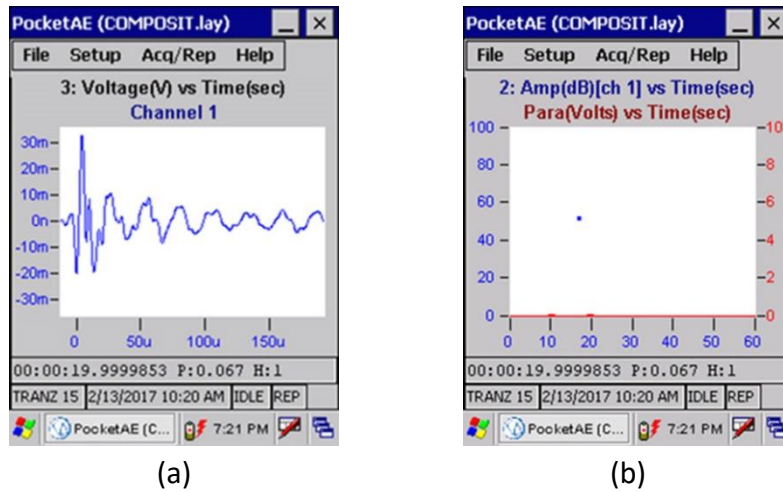 PocketAE (COMPOSIT.lay)
File Setup Acq/Rep Help
3: Voltage(V) vs Time(sec)
Channel 1
30m
20m
10m
0n
-10m
-20m
-30m
0 50u 100u 150u
00:00:19.9999853 P:0.067 H:1
TRANZ 15 2/13/2017 10:20 AM IDLE REP
PocketAE (C... 7:21 PM
(a)
PocketAE (COMPOSIT.lay)
File Setup Acq/Rep Help
2: Amp(dB)[ch 1] vs Time(sec)
Para(Volts) vs Time(sec)
100 10
80 8
60 6
40 4
20 2
0 0
0 10 20 30 40 50 60
00:00:19.9999853 P:0.067 H:1
TRANZ 15 2/13/2017 10:20 AM IDLE REP
PocketAE (C... 7:21 PM
(b)